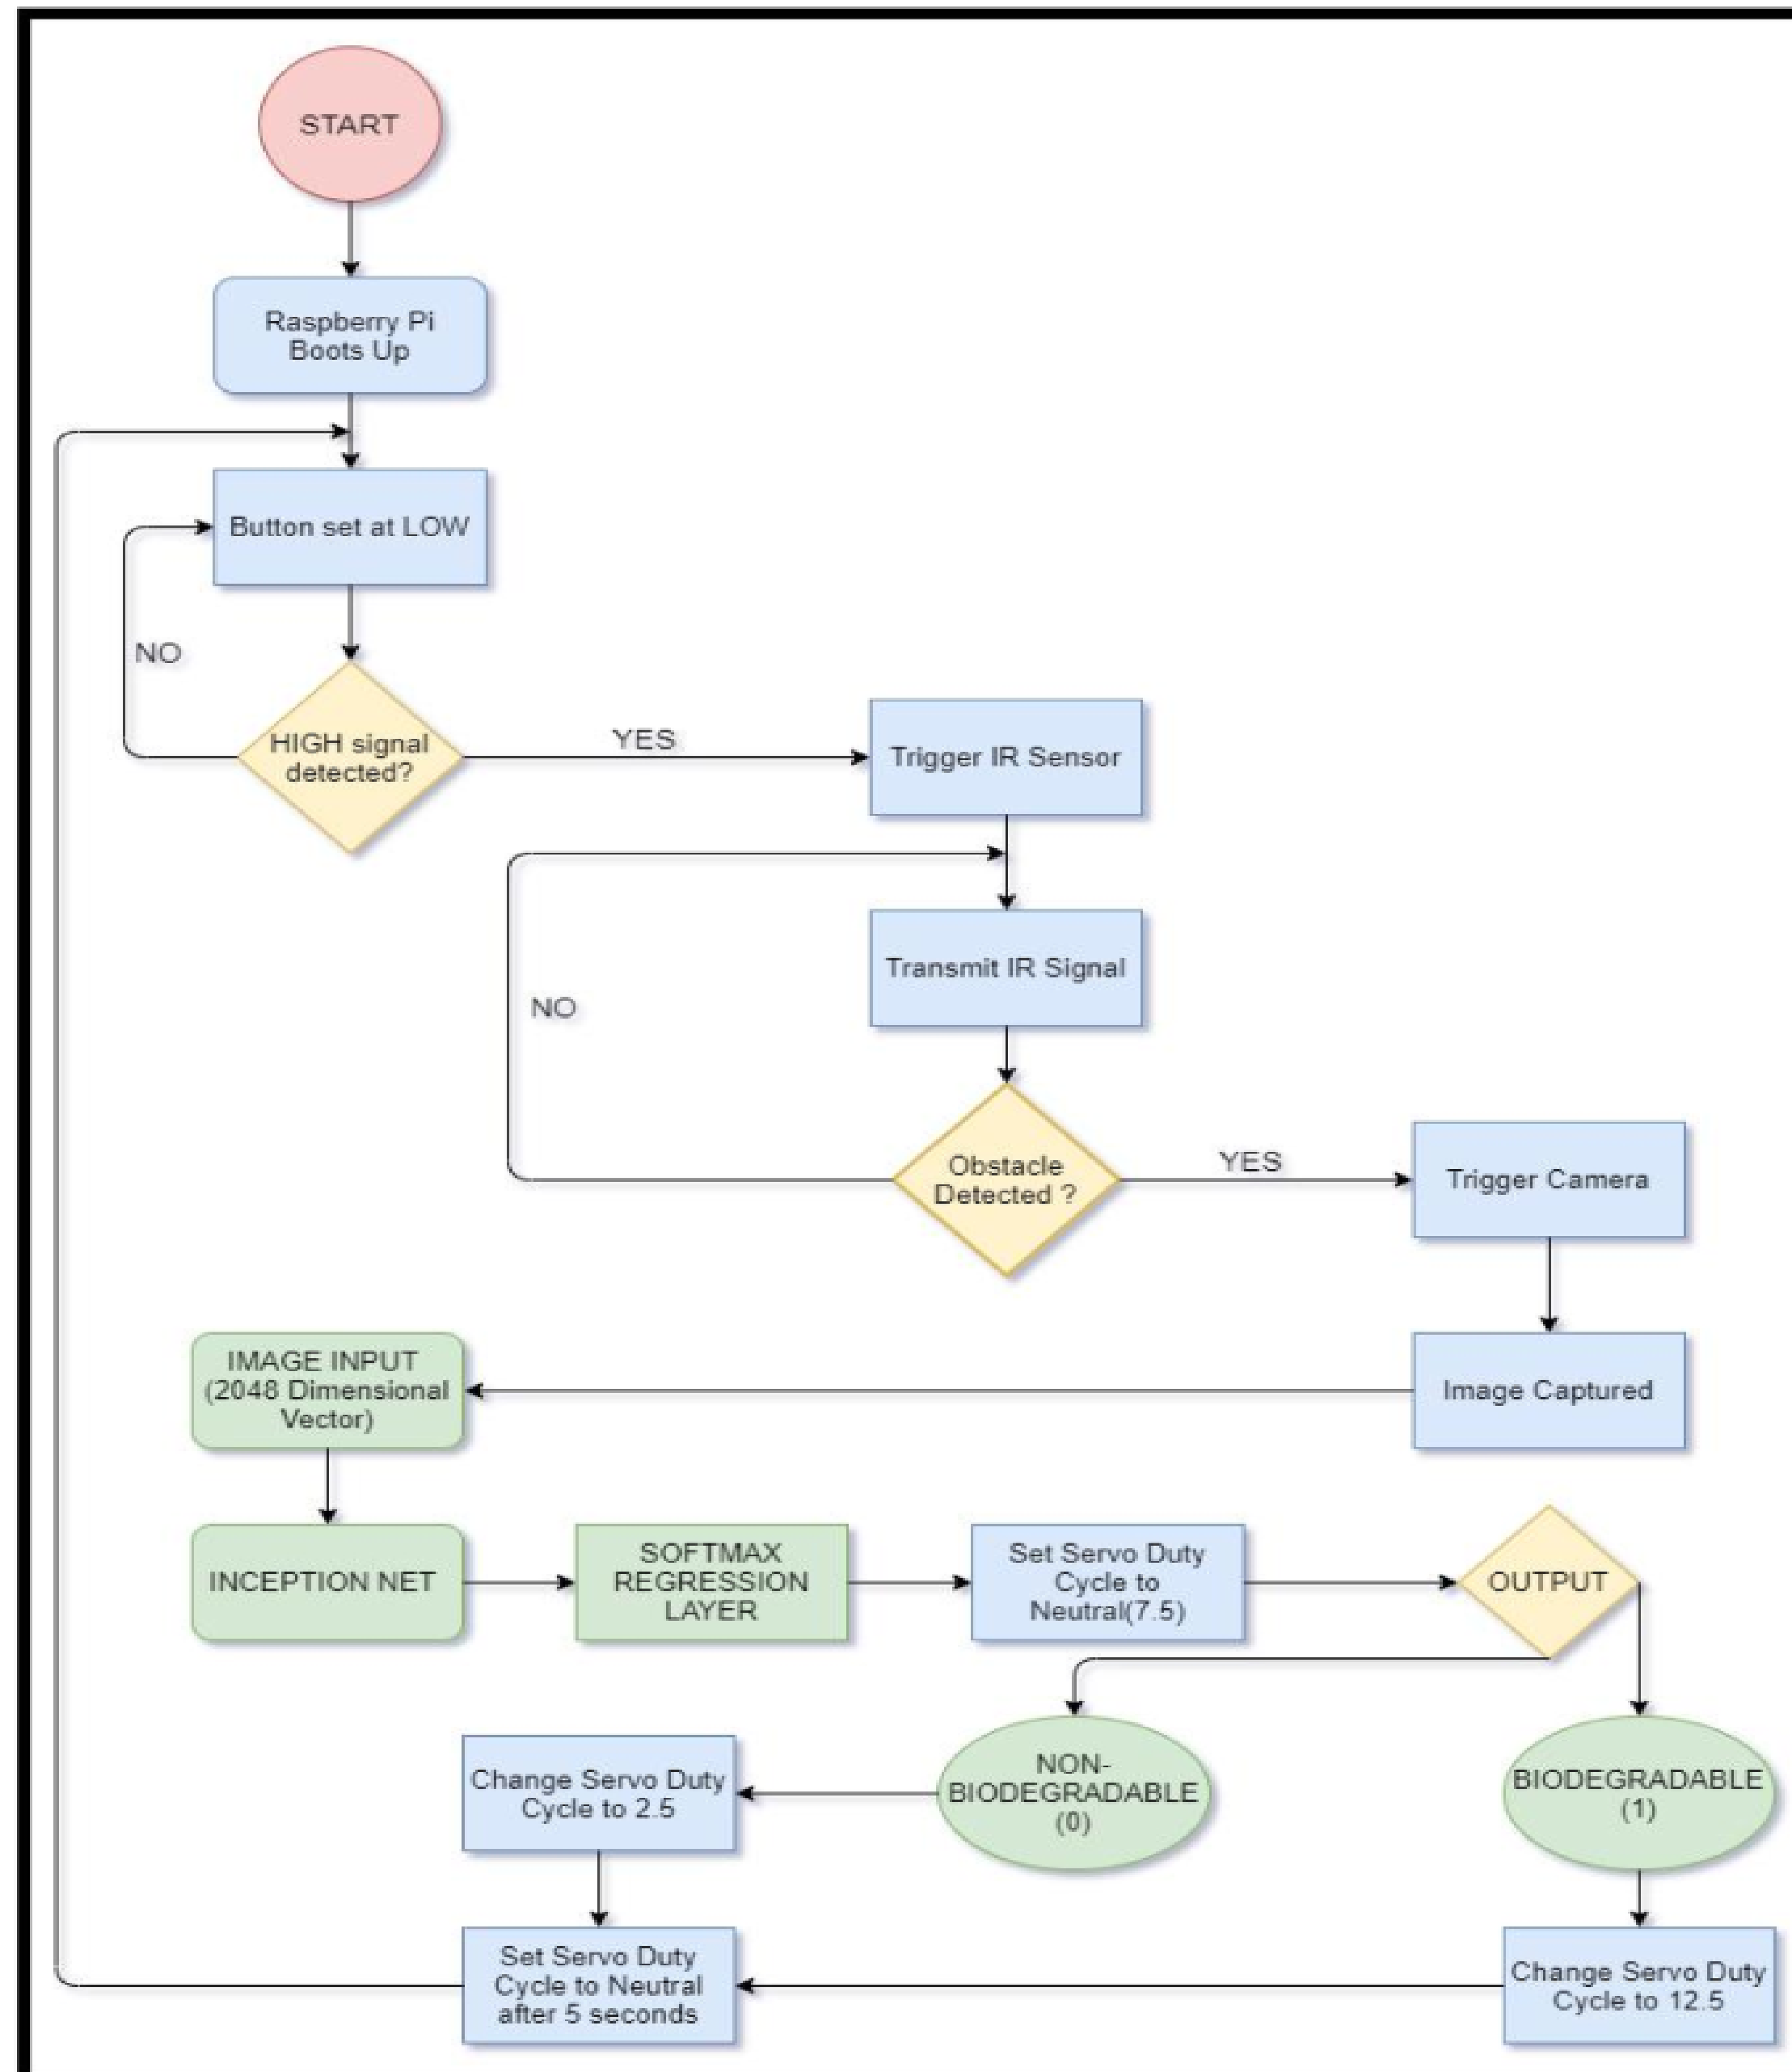 START
Raspberry Pi
Boots Up
Button set at LOW
NO
HIGH signal
detected?
YES
Trigger IR Sensor
Transmit IR Signal
NO
Obstacle
Detected ?
YES
Trigger Camera
Image Captured
IMAGE INPUT
(2048 Dimensional
Vector)
INCEPTION NET
SOFTMAX
REGRESSION
LAYER
Set Servo Duty
Cycle to
Neutral(7.5)
OUTPUT
NON-
BIODEGRADABLE
(0)
BIODEGRADABLE
(1)
Change Servo Duty
Cycle to 2.5
Set Servo Duty
Cycle to Neutral
after 5 seconds
Change Servo Duty
Cycle to 12.5